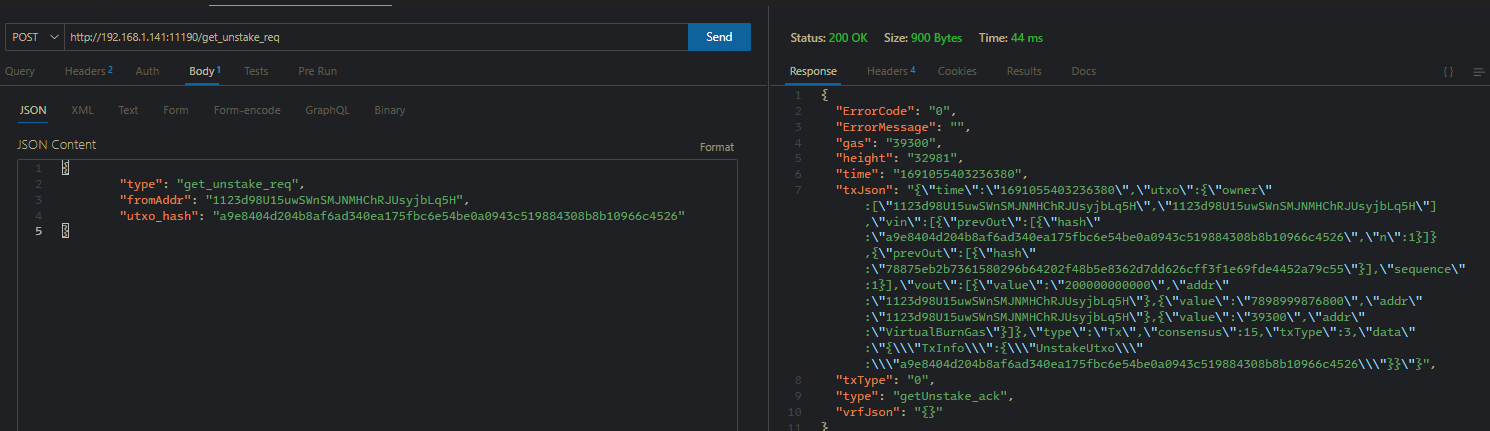 POST http://192.168.1.141:11190/get_unstake_req Send
Query Headers 2 Auth Body 1 Tests Pre Run
JSON XML Text Form Form-encode GraphQL Binary
JSON Content Format
1 {
2 "type": "get_unstake_req",
3 "fromAddr": "1123d98U15uwSWnSMJNMHChRJUsyjbLq5H",
4 "utxo_hash": "a9e8404d204b8af6ad340ea175fbc6e54be0a0943c519884308b8b10966c4526"
5 }
Status: 200 OK Size: 900 Bytes Time: 44 ms
Response Headers 4 Cookies Results Docs { }
1 {
2 "ErrorCode": "0",
3 "ErrorMessage": "",
4 "gas": "39300",
5 "height": "32981",
6 "time": "1691055403236380",
7 "txJson": "{\"time\":\"1691055403236380\",\"utxo\":{\"owner\"
:[\"1123d98U15uwSWnSMJNMHChRJUsyjbLq5H\",\"1123d98U15uwSWnSMJNMHChRJUsyjbLq5H\"]
,\"vin\":[{\"prevOut\":[{\"hash\"
:\"a9e8404d204b8af6ad340ea175fbc6e54be0a0943c519884308b8b10966c4526\",\"n\":1}]}
,{\"prevOut\":[{\"hash\"
:\"78875eb2b7361580296b64202f48b5e8362d7dd626cff3f1e69fde4452a79c55\"}],\"sequence\"
:1}],\"vout\":[{\"value\":\"200000000000\",\"addr\"
:\"1123d98U15uwSWnSMJNMHChRJUsyjbLq5H\"},{\"value\":\"7898999876800\",\"addr\"
:\"1123d98U15uwSWnSMJNMHChRJUsyjbLq5H\"},{\"value\":\"39300\",\"addr\"
:\"VirtualBurnGas\"}]},\"type\":\"Tx\",\"consensus\":15,\"txType\":3,\"data\"
:\"{\\\"TxInfo\\\":{\\\"UnstakeUtxo\\\"
:\\\"a9e8404d204b8af6ad340ea175fbc6e54be0a0943c519884308b8b10966c4526\\\"}}\"}",
8 "txType": "0",
9 "type": "getUnstake_ack",
10 "vrfJson": "{}"
11 }